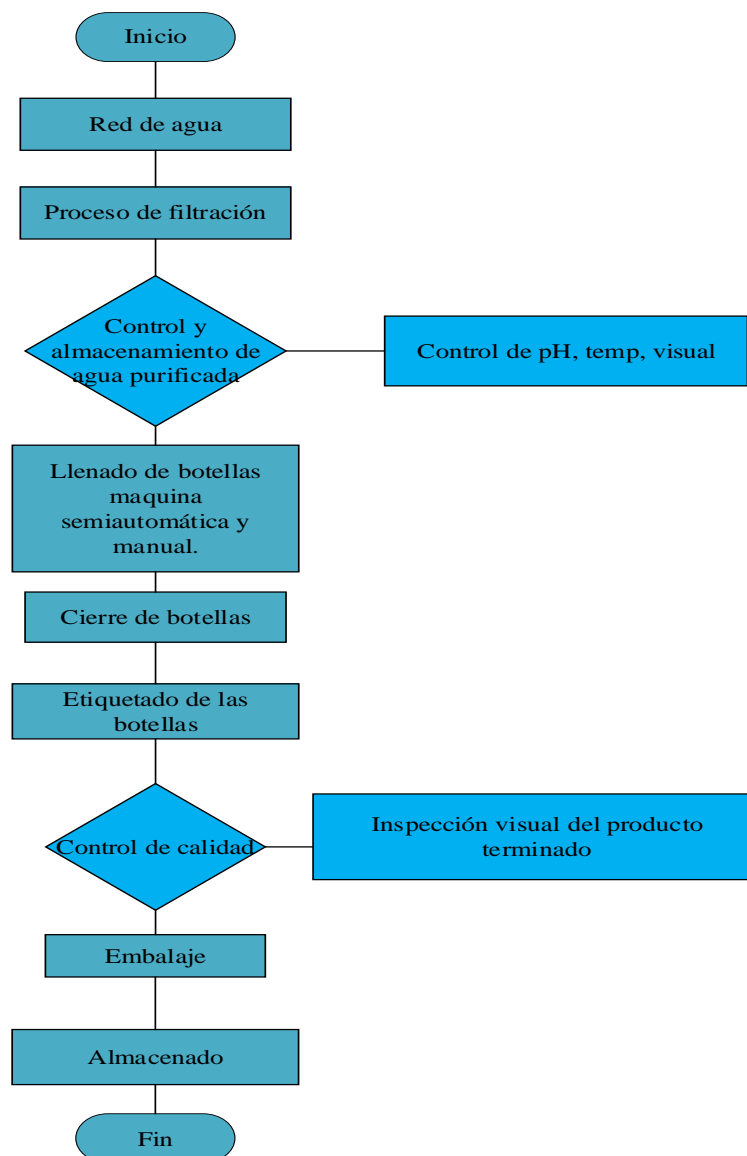 Inicio
Red de agua
Proceso de filtración
Control y
almacenamiento de
agua purificada
Control de pH, temp, visual
Llenado de botellas
maquina
semiautomática y
manual.
Cierre de botellas
Etiquetado de las
botellas
Control de calidad
Inspección visual del producto
terminado
Embalaje
Almacenado
Fin